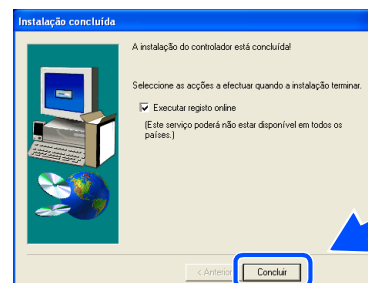 Instalação concluída
A instalação do controlador está concluída!
Seleccione as acções a efectuar quando a instalação terminar.
Executar registo online
(Este serviço poderá não estar disponível em todos os
países.)
< Anterior
Concluir